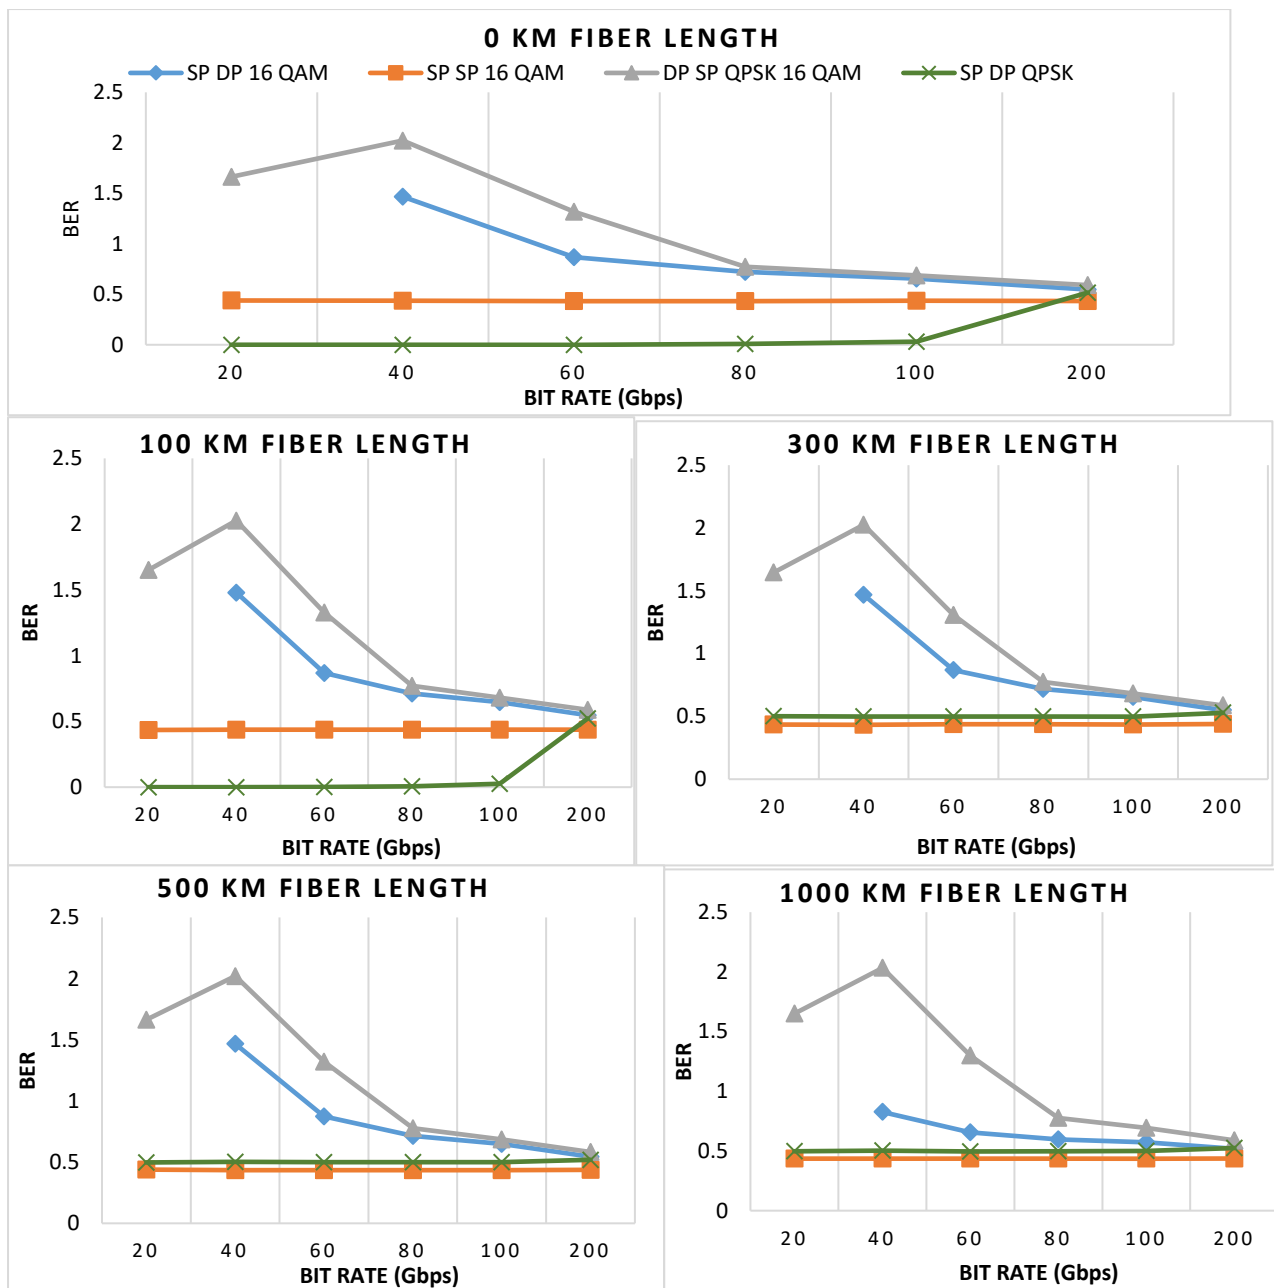 0 KM FIBER LENGTH
SP DP 16 QAM SP SP 16 QAM DP SP QPSK 16 QAM SP DP QPSK
2.5
2
1.5
1
0.5
0
BER
20 40 60 80 100 200
BIT RATE (Gbps)
100 KM FIBER LENGTH
2.5
2
1.5
1
0.5
0
BER
20 40 60 80 100 200
BIT RATE (Gbps)
300 KM FIBER LENGTH
2.5
2
1.5
1
0.5
0
BER
20 40 60 80 100 200
BIT RATE (Gbps)
500 KM FIBER LENGTH
2.5
2
1.5
1
0.5
0
BER
20 40 60 80 100 200
BIT RATE (Gbps)
1000 KM FIBER LENGTH
2.5
2
1.5
1
0.5
0
BER
20 40 60 80 100 200
BIT RATE (Gbps)